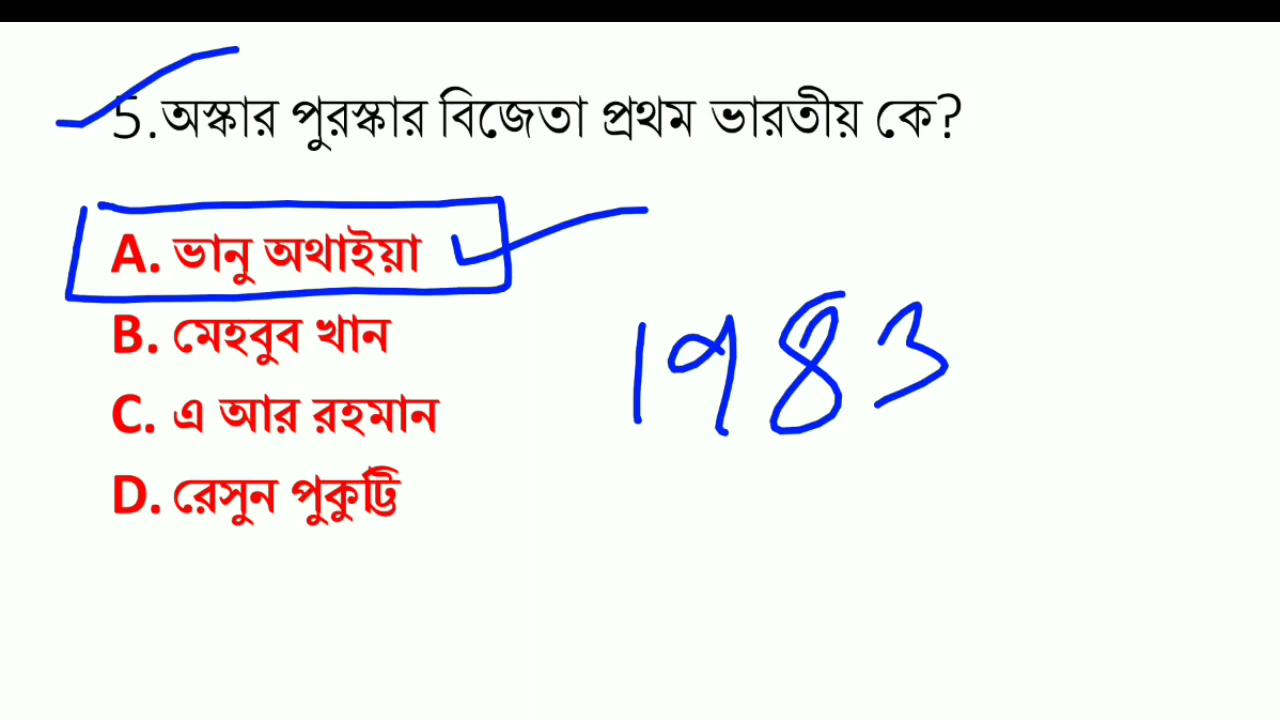 5.অস্কার পুরস্কার বিজেতা প্রথম ভারতীয় কে?
A. ভানু অথাইয়া
B. মেহবুব খান
1983
C. এ আর রহমান
D. রেসুন পুকুট্টি